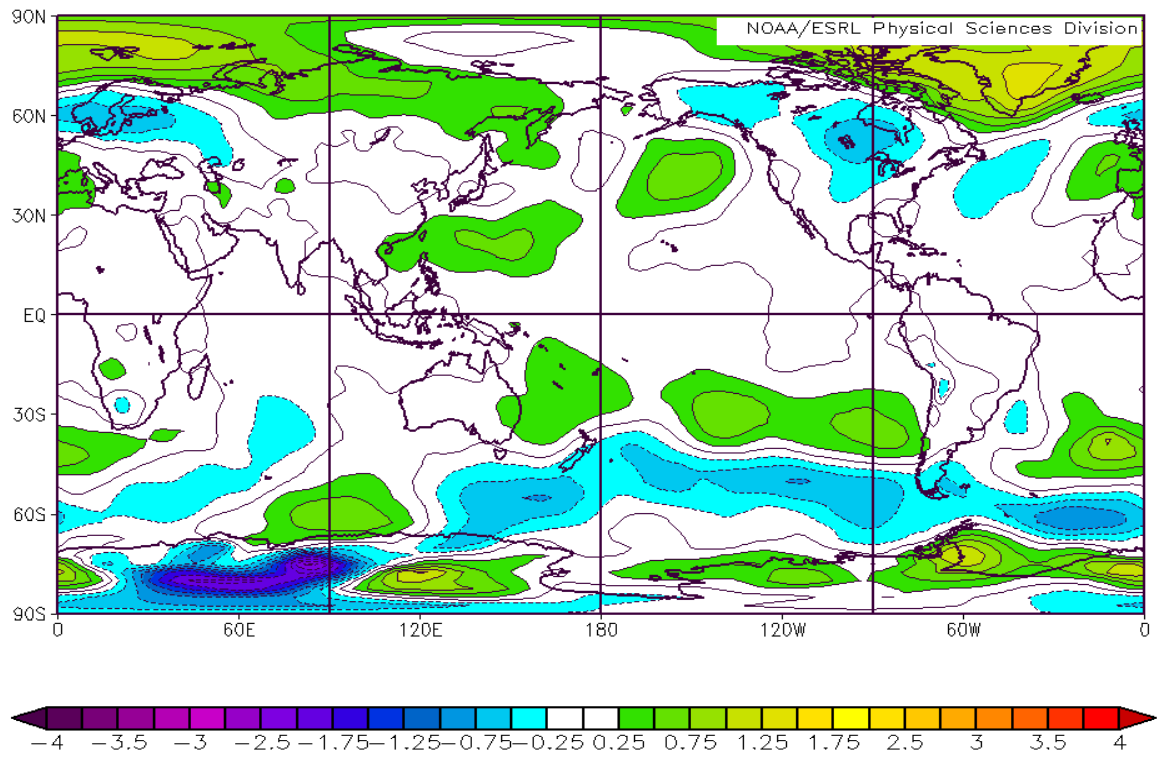 90N
NOAA/ESRL Physical Sciences Division
60N
30N
EQ
30S
60S
90S
0 60E 120E 180 120W 60W 0
−4 −3.5 −3 −2.5 −1.75 −1.25 −0.75 −0.25 0.25 0.75 1.25 1.75 2.5 3 3.5 4